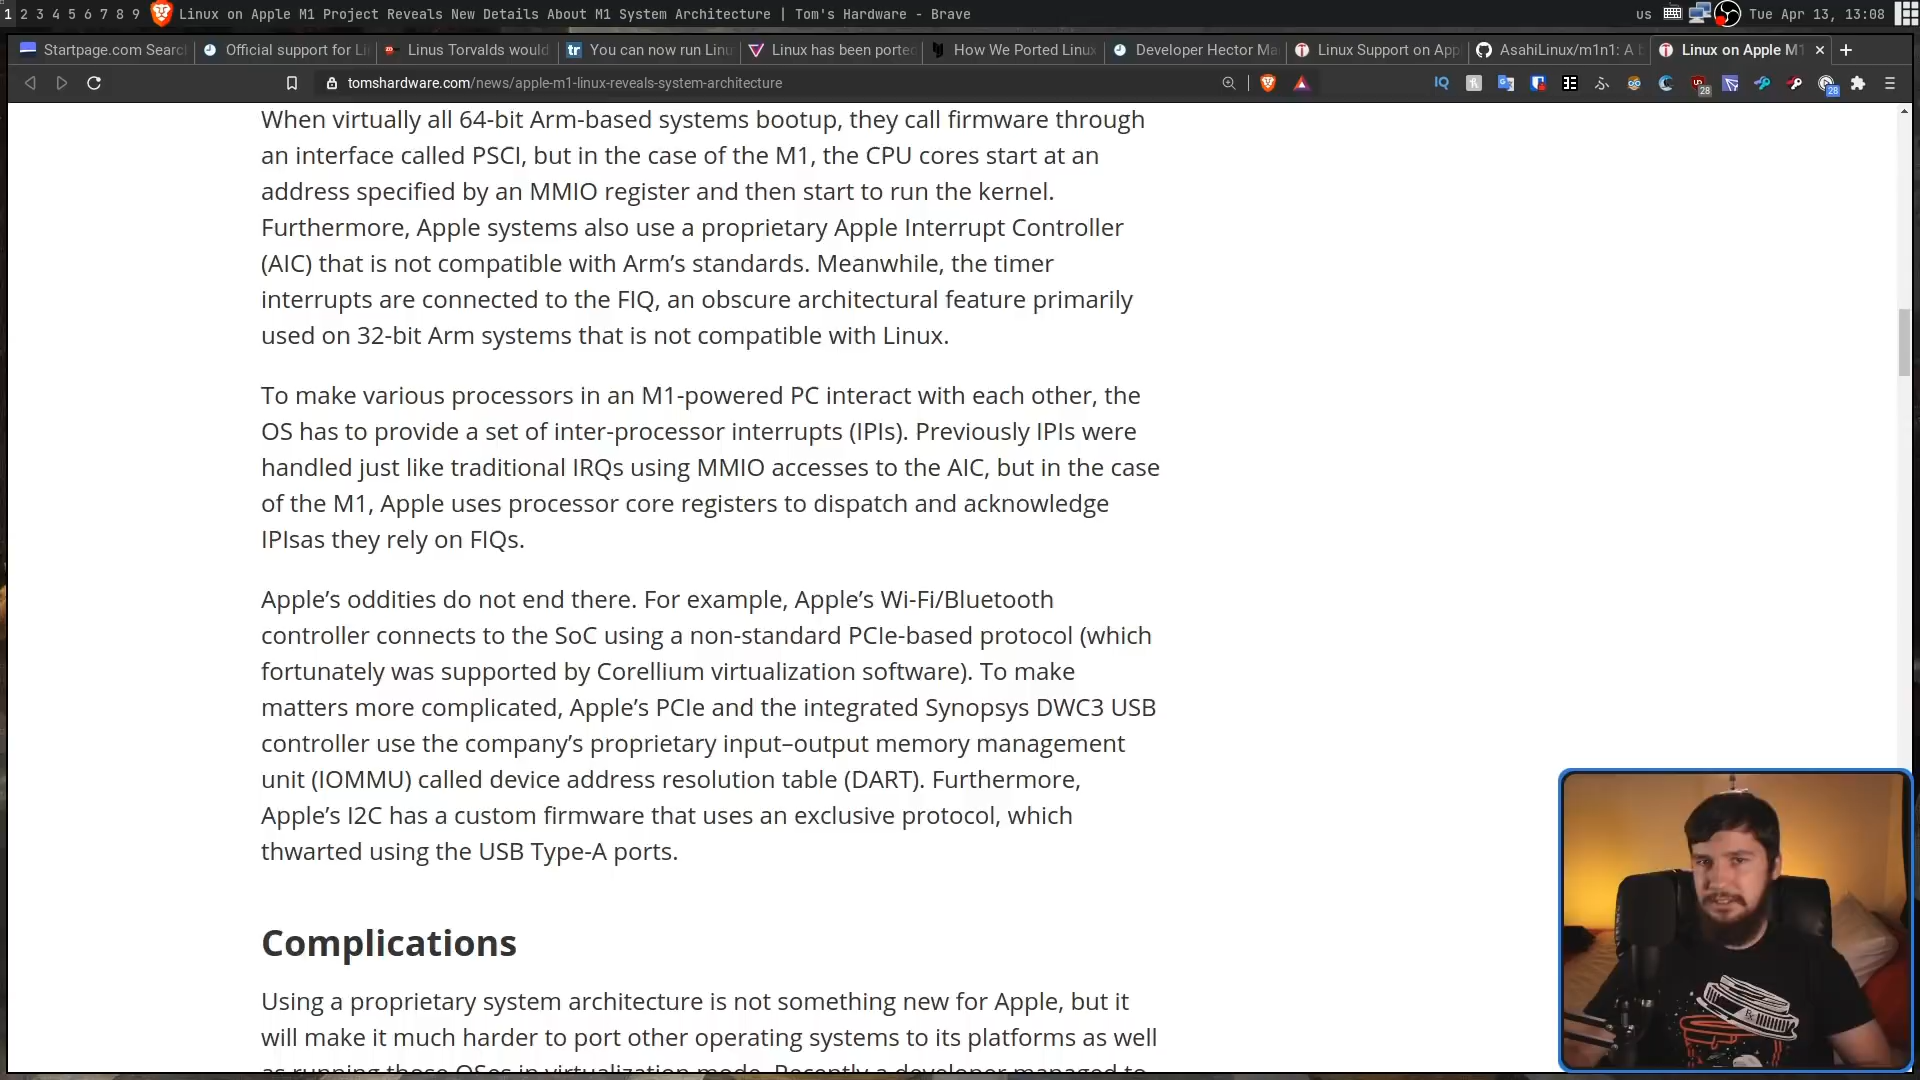 1 2 3 4 5 6 7 8 9 Linux on Apple M1 Project Reveals New Details About M1 System Architecture | Tom's Hardware - Brave
us Tue Apr 13, 13:08
Startpage.com Searc Official support for Li Linus Torvalds would You can now run Linu Linux has been ported How We Ported Linux Developer Hector Ma Linux Support on App AsahiLinux/m1n1: A b Linux on Apple M1
tomshardware.com/news/apple-m1-linux-reveals-system-architecture
When virtually all 64-bit Arm-based systems bootup, they call firmware through
an interface called PSCI, but in the case of the M1, the CPU cores start at an
address specified by an MMIO register and then start to run the kernel.
Furthermore, Apple systems also use a proprietary Apple Interrupt Controller
(AIC) that is not compatible with Arm’s standards. Meanwhile, the timer
interrupts are connected to the FIQ, an obscure architectural feature primarily
used on 32-bit Arm systems that is not compatible with Linux.
To make various processors in an M1-powered PC interact with each other, the
OS has to provide a set of inter-processor interrupts (IPIs). Previously IPIs were
handled just like traditional IRQs using MMIO accesses to the AIC, but in the case
of the M1, Apple uses processor core registers to dispatch and acknowledge
IPIsas they rely on FIQs.
Apple’s oddities do not end there. For example, Apple’s Wi-Fi/Bluetooth
controller connects to the SoC using a non-standard PCIe-based protocol (which
fortunately was supported by Corellium virtualization software). To make
matters more complicated, Apple’s PCIe and the integrated Synopsys DWC3 USB
controller use the company’s proprietary input–output memory management
unit (IOMMU) called device address resolution table (DART). Furthermore,
Apple’s I2C has a custom firmware that uses an exclusive protocol, which
thwarted using the USB Type-A ports.
Complications
Using a proprietary system architecture is not something new for Apple, but it
will make it much harder to port other operating systems to its platforms as well
as running those OSes in virtualization mode. Recently a developer managed to